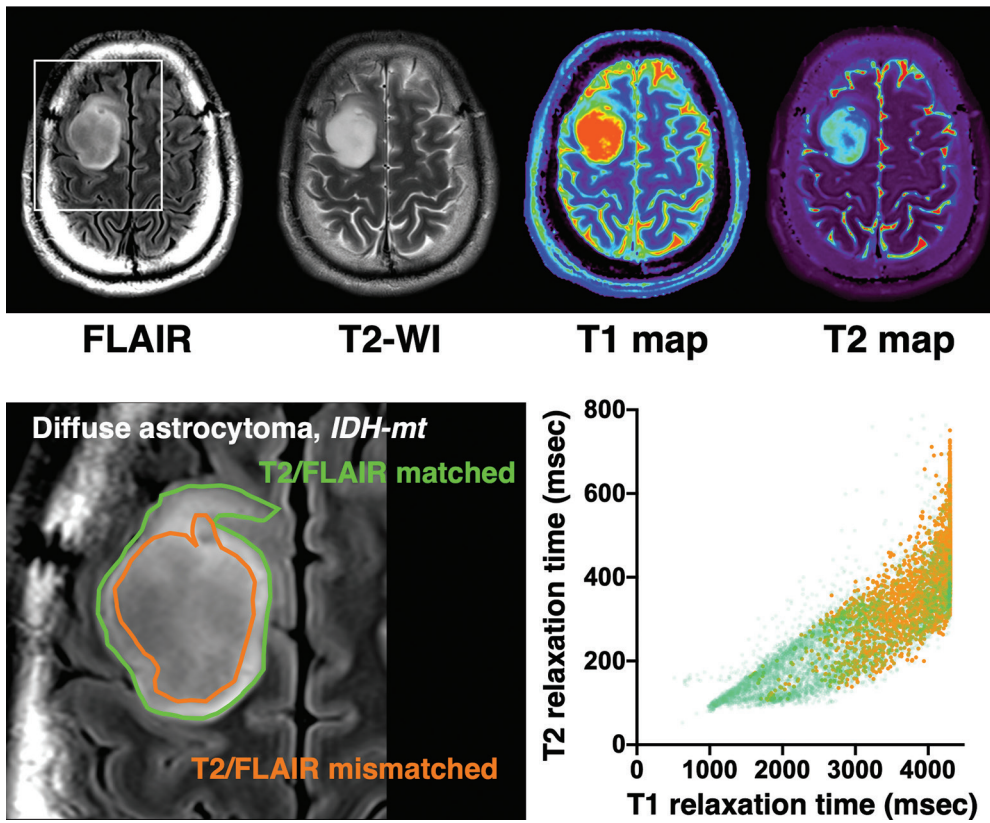 FLAIR
T2-WI
T1 map
T2 map
Diffuse astrocytoma, IDH-mt
T2/FLAIR matched
T2/FLAIR mismatched
T2 relaxation time (msec)
800
600
400
200
0
0 1000 2000 3000 4000
T1 relaxation time (msec)